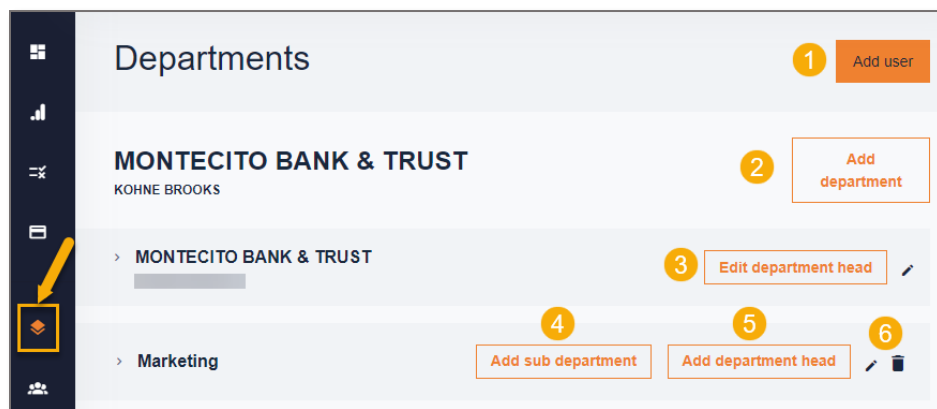 Departments
1
Add user
MONTECITO BANK & TRUST
KOHNE BROOKS
2
Add
department
MONTECITO BANK & TRUST
3
Edit department head
4
5
6
Marketing
Add sub department
Add department head